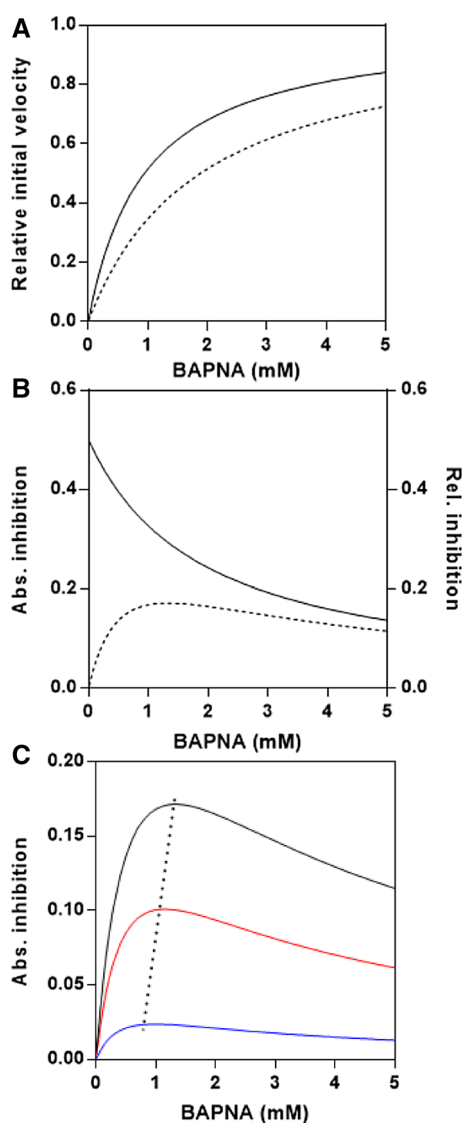 A
Relative initial velocity
1.0
0.8
0.6
0.4
0.2
0.0
0 1 2 3 4 5
BAPNA (mM)
B
Abs. inhibition
Rel. inhibition
0.6 0.6
0.4 0.4
0.2 0.2
0.0 0.0
0 1 2 3 4 5
BAPNA (mM)
C
Abs. inhibition
0.20
0.15
0.10
0.05
0.00
0 1 2 3 4 5
BAPNA (mM)